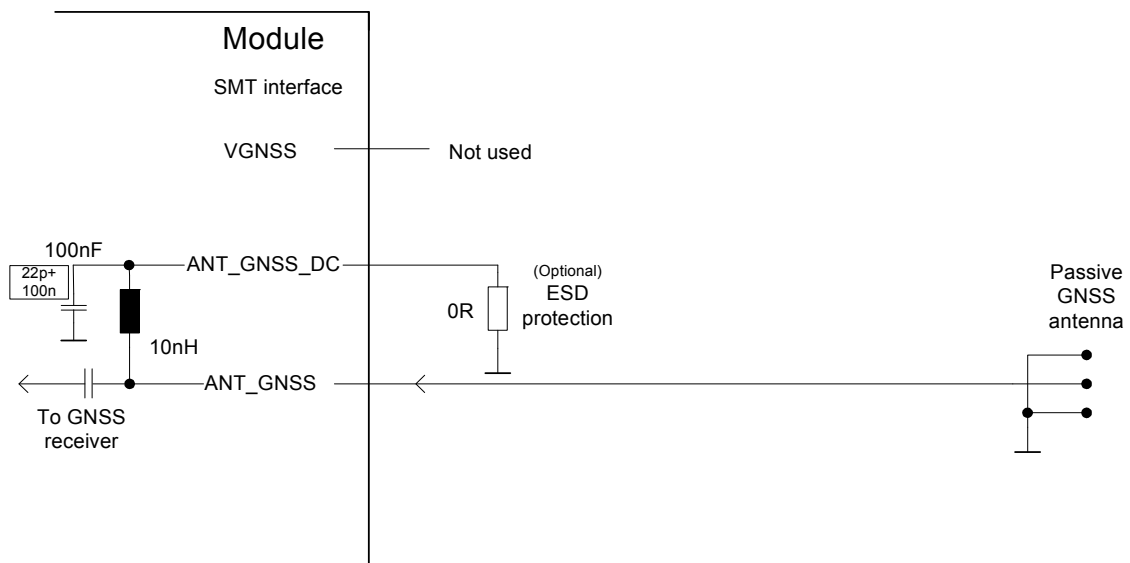 Module
SMT interface
VGNSS
Not used
100nF
22p+
100n
ANT_GNSS_DC
10nH
ANT_GNSS
To GNSS
receiver
0R
(Optional)
ESD
protection
Passive
GNSS
antenna